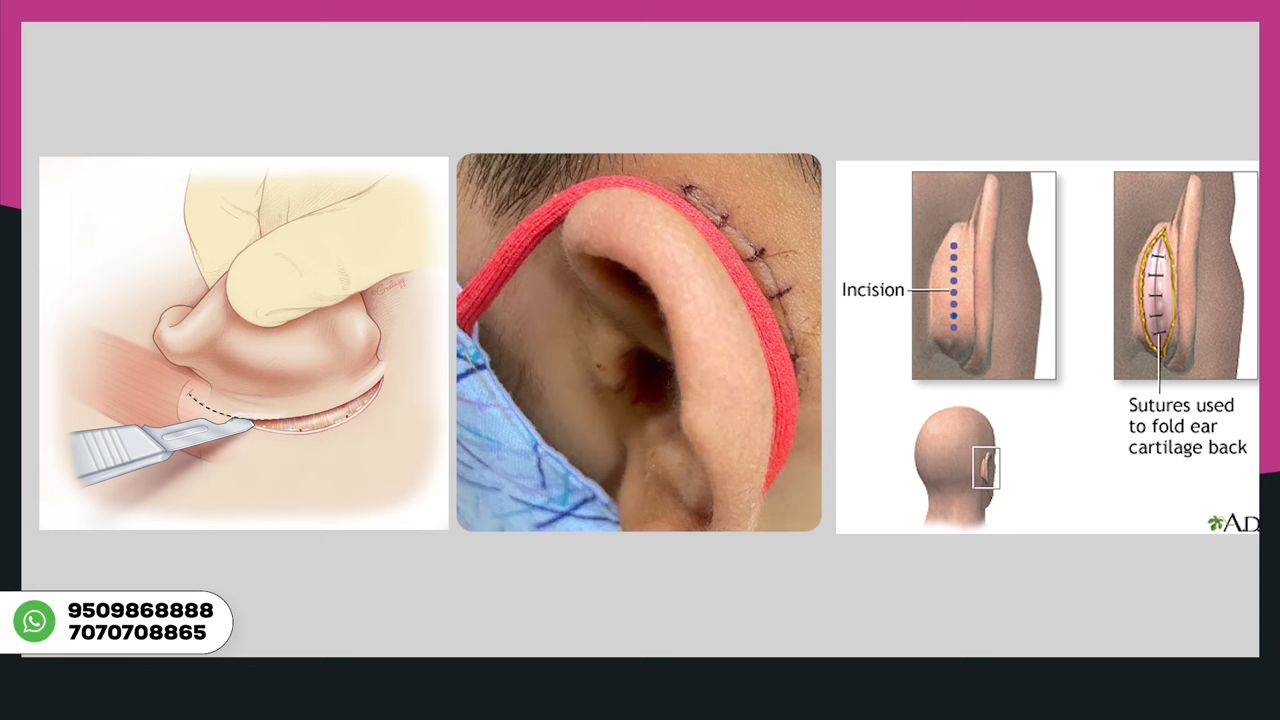 Incision
Sutures used
to fold ear
cartilage back
9509868888
7070708865